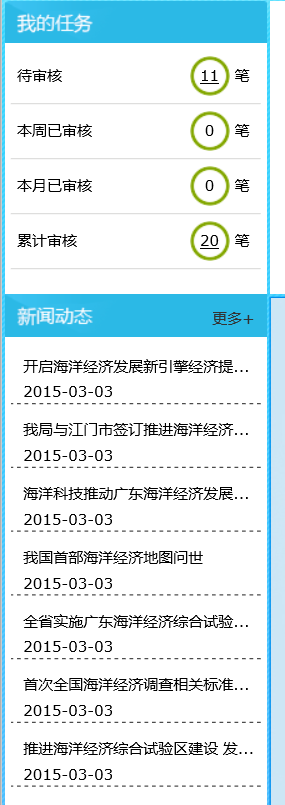 我的任务
待审核 11 笔
本周已审核 0 笔
本月已审核 0 笔
累计审核 20 笔
新闻动态 更多+
开启海洋经济发展新引擎经济提...
2015-03-03
我局与江门市签订推进海洋经济...
2015-03-03
海洋科技推动广东海洋经济发展...
2015-03-03
我国首部海洋经济地图问世
2015-03-03
全省实施广东海洋经济综合试验...
2015-03-03
首次全国海洋经济调查相关标准...
2015-03-03
推进海洋经济综合试验区建设 发...
2015-03-03